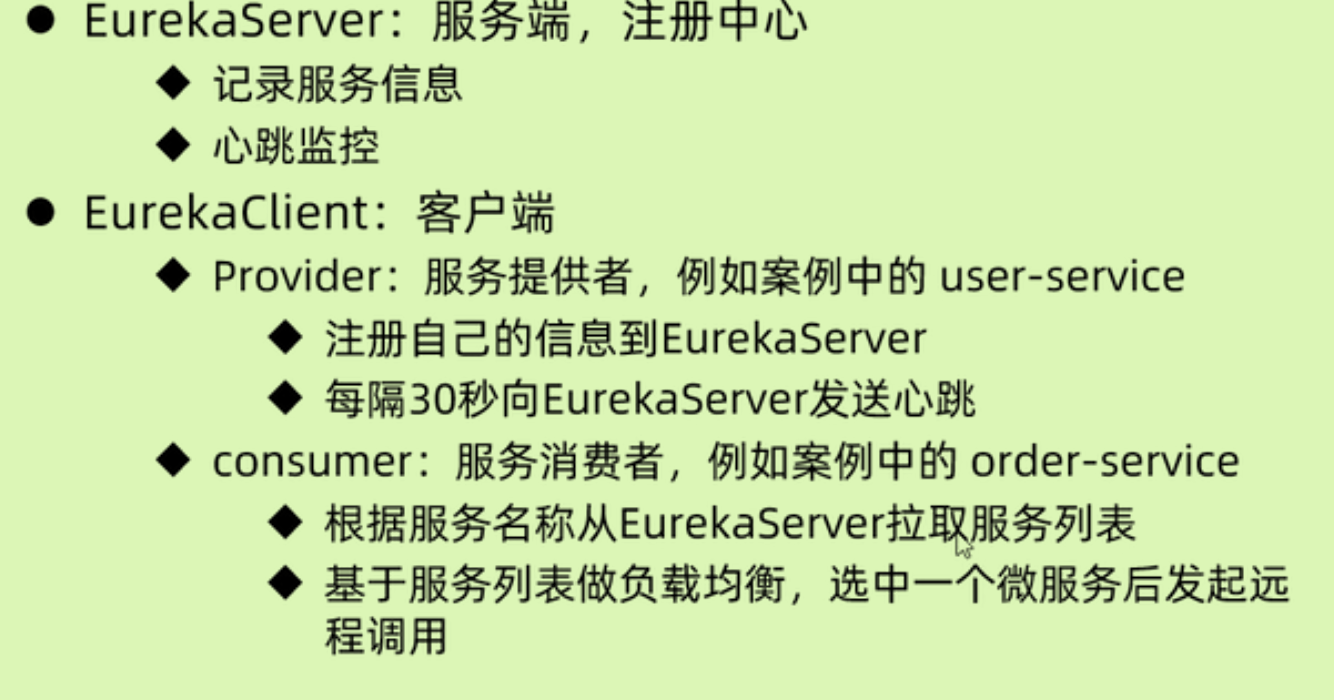 EurekaServer：服务端，注册中心
记录服务信息
心跳监控
EurekaClient：客户端
Provider：服务提供者，例如案例中的 user-service
注册自己的信息到EurekaServer
每隔30秒向EurekaServer发送心跳
consumer：服务消费者，例如案例中的 order-service
根据服务名称从EurekaServer拉取服务列表
基于服务列表做负载均衡，选中一个微服务后发起远
程调用